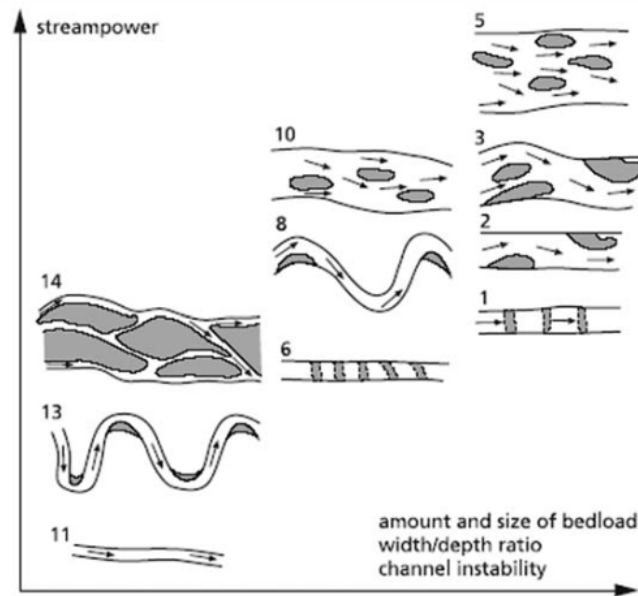 streampower
5
10
3
8
2
14
1
6
13
11
amount and size of bedload
width/depth ratio
channel instability